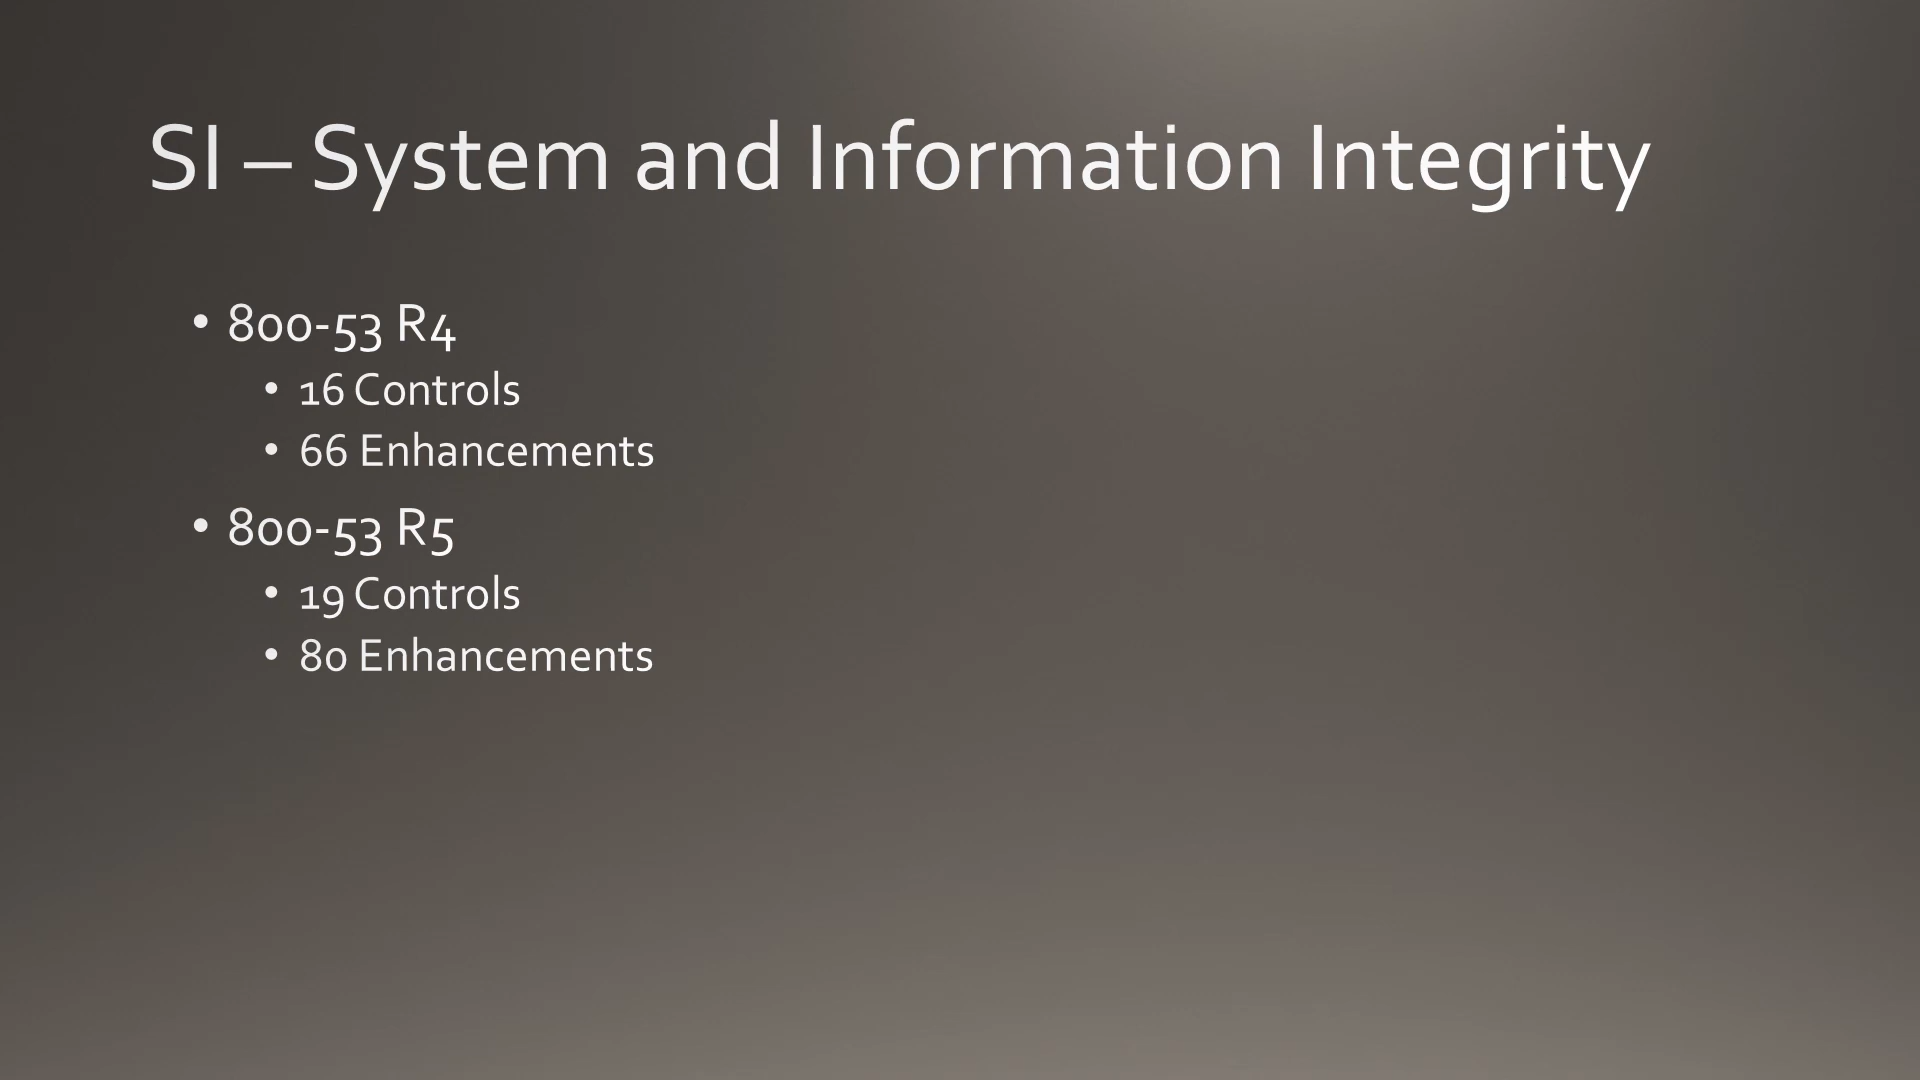 SI – System and Information Integrity
• 800-53 R4
• 16 Controls
• 66 Enhancements
• 800-53 R5
• 19 Controls
• 80 Enhancements